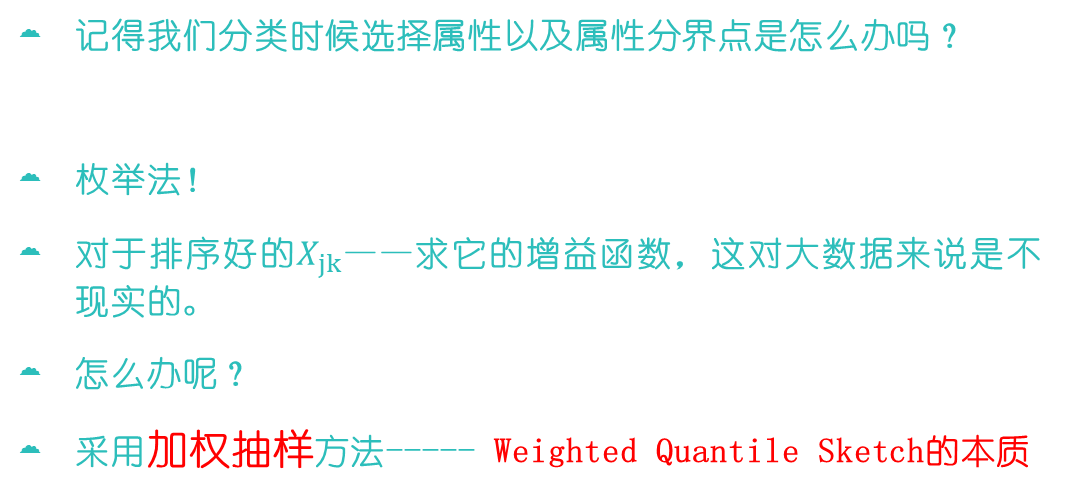 记得我们分类时候选择属性以及属性分界点是怎么办吗？
枚举法！
对于排序好的Xjk——求它的增益函数，这对大数据来说是不
现实的。
怎么办呢？
采用加权抽样方法----- Weighted Quantile Sketch的本质